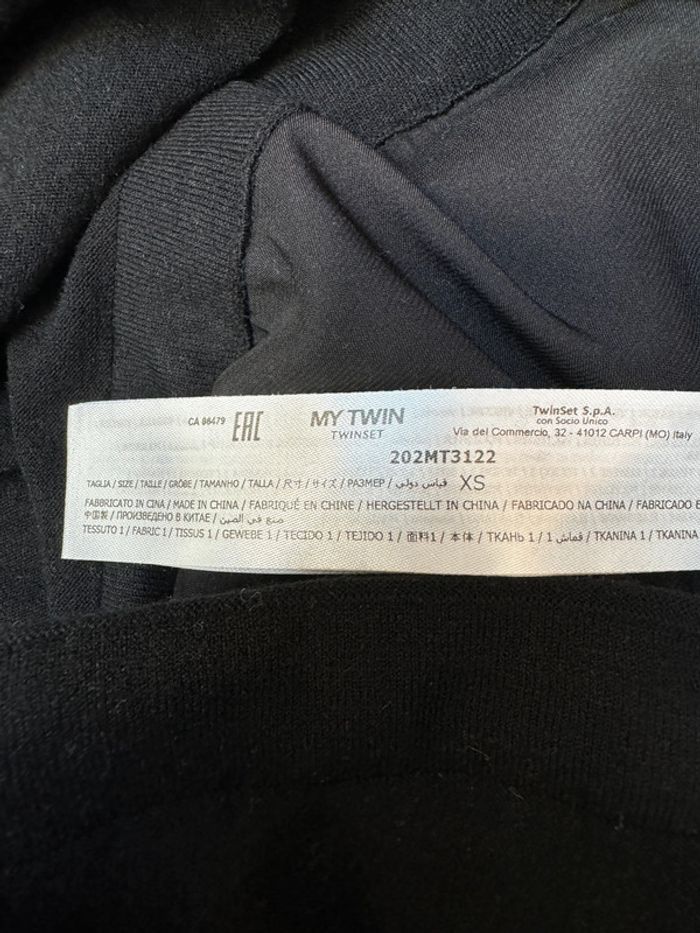 CA 86479 EAC MY TWIN
TWINSET
TwinSet S.p.A.
con Socio Unico
Via del Commercio, 32 - 41012 CARPI (MO) Italy
202MT3122
TAGLIA / SIZE / TAILLE / GRÖßE / TAMANHO / TALLA / 尺寸 / サイズ / РАЗМЕР / قياس دولي XS
FABBRICATO IN CINA / MADE IN CHINA / FABRIQUÉ EN CHINE / HERGESTELLT IN CHINA / FABRICADO NA CHINA / FABRICADO E
中国製 / ПРОИЗВЕДЕНО В КИТАЕ / صنع في الصين
TESSUTO 1 / FABRIC 1 / TISSUS 1 / GEWEBE 1 / TECIDO 1 / TEJIDO 1 / 面料1 / 本体 / ТКАНЬ 1 / قماش 1 / TKANINA 1 / TKANINA